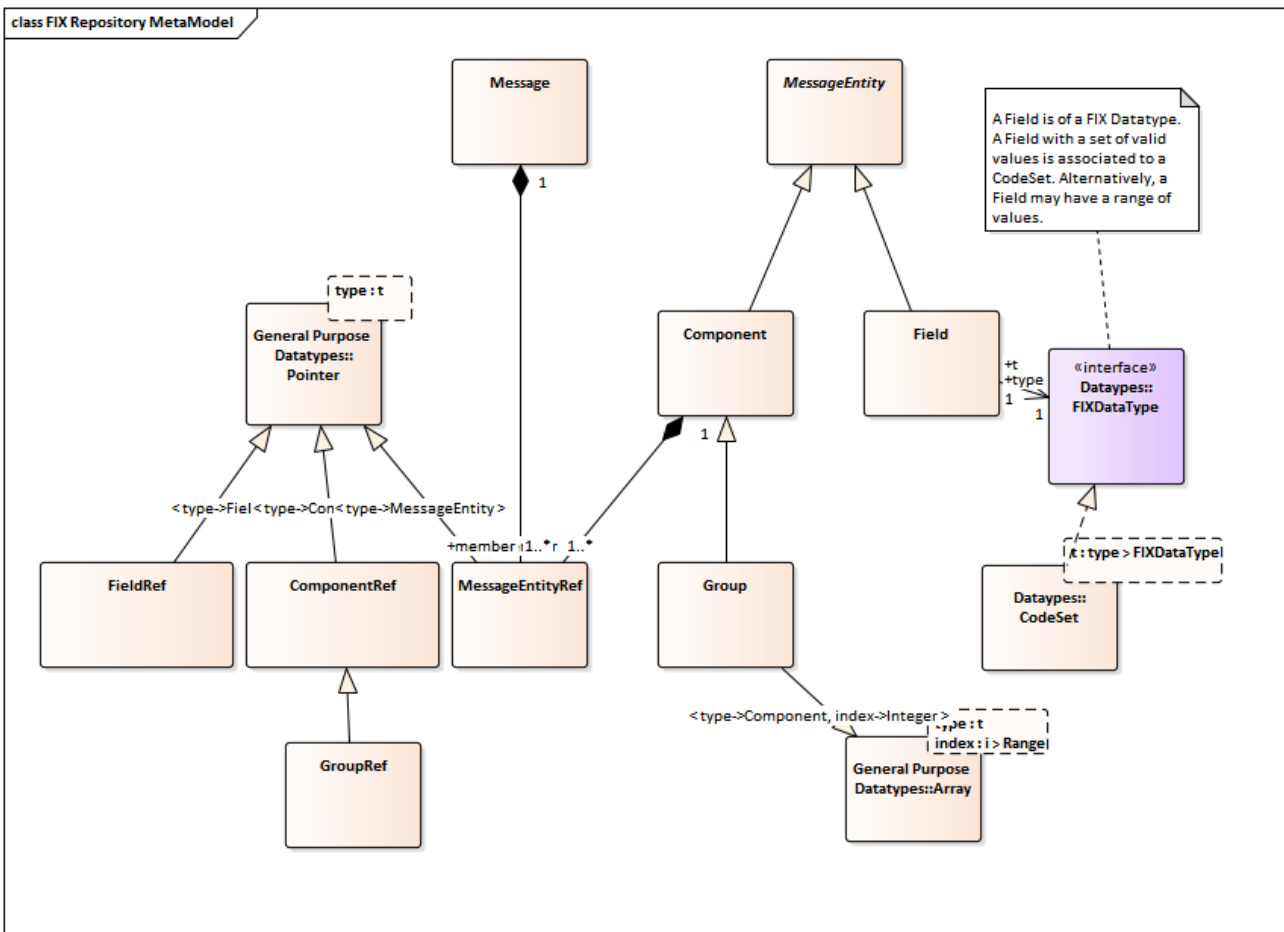 class FIX Repository MetaModel
Message
MessageEntity
A Field is of a FIX Datatype.
A Field with a set of valid
values is associated to a
CodeSet. Alternatively, a
Field may have a range of
values.
1
type : t
General Purpose
Datatypes::
Pointer
Component
Field
+t
+type
1
1
«interface»
Dataypes::
FIXDataType
1
<type->Fiel
<type->Con
<type->MessageEntity>
+member
1..*
r 1..*
t : type > FIXDataType
FieldRef
ComponentRef
MessageEntityRef
Group
Dataypes::
CodeSet
<type->Component, index->Integer>
type : t
index : i > Range
GroupRef
General Purpose
Datatypes::Array